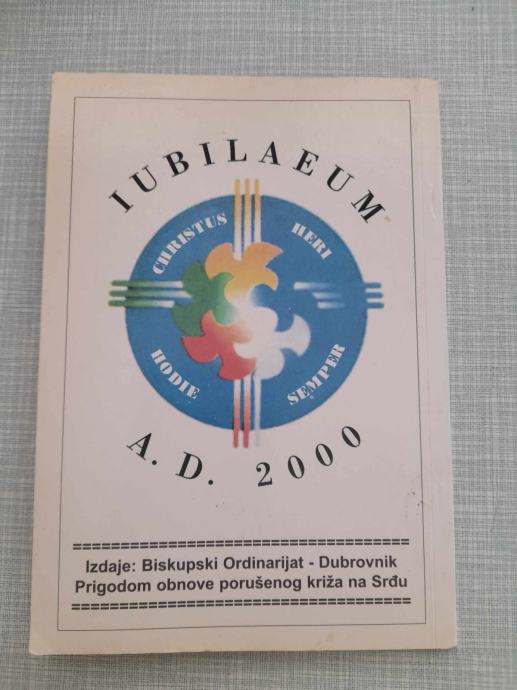 IUBILAEUM
CHRISTUS
HERI
HODIE
SEMPER
A. D. 2000
Izdaje: Biskupski Ordinarijat - Dubrovnik
Prigodom obnove porušenog križa na Srđu